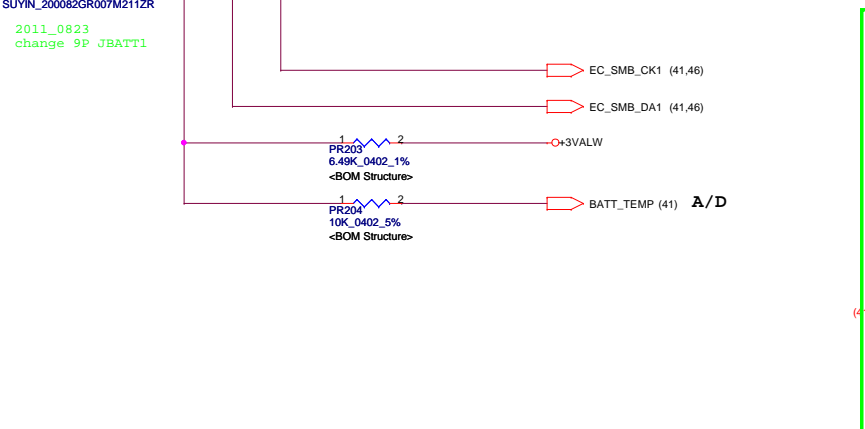 SUYIN_200082GR007M211ZR
2011_0823
change 9P JBATT1
EC_SMB_CK1 (41,46)
EC_SMB_DA1 (41,46)
1 2
PR203
+3VALW
6.49K_0402_1%
<BOM Structure>
1 2
PR204
BATT_TEMP (41) A/D
10K_0402_5%
<BOM Structure>